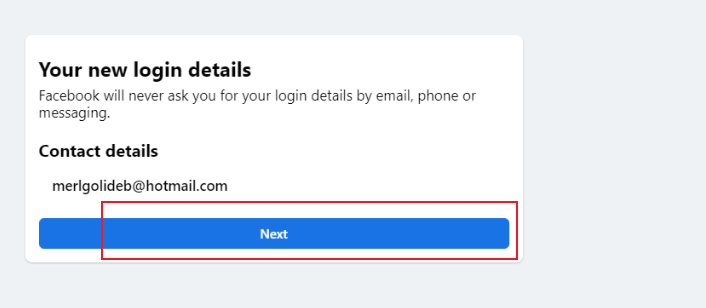 Your new login details
Facebook will never ask you for your login details by email, phone or
messaging.
Contact details
merlgolideb@hotmail.com
Next